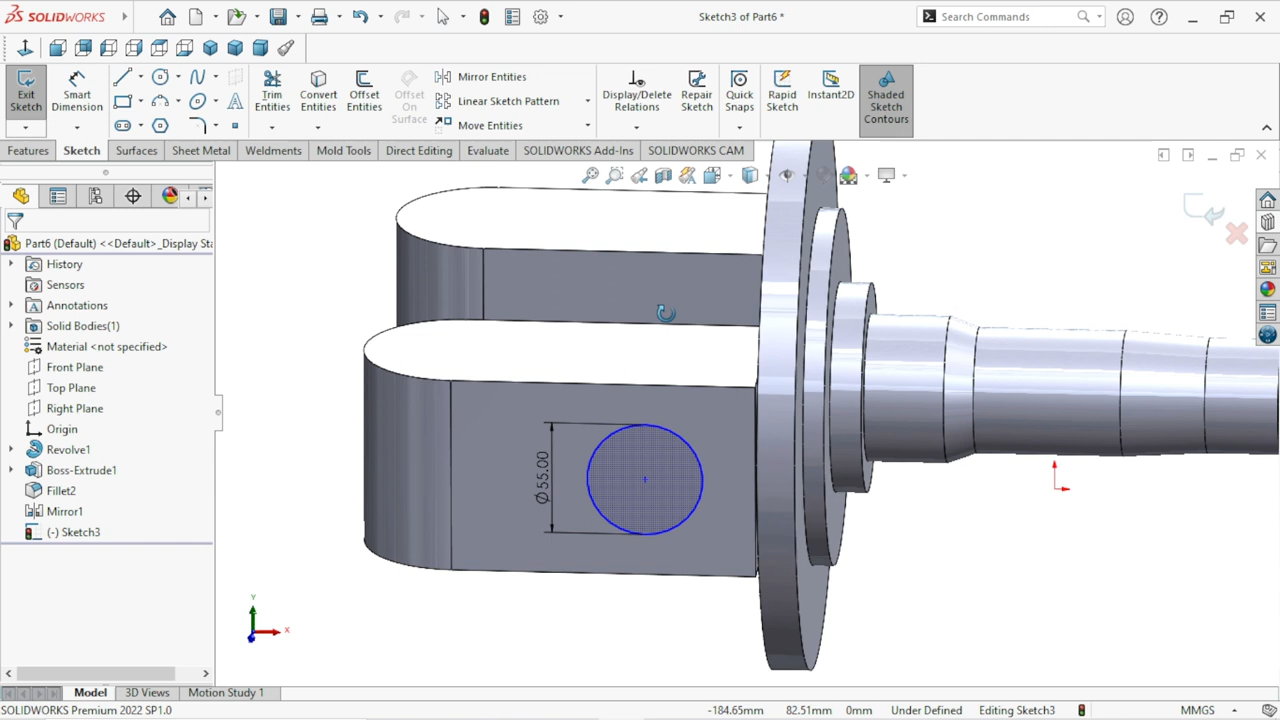 SOLIDWORKS
Sketch3 of Part6 *
Search Commands
Exit Sketch
Smart Dimension
Trim Entities
Convert Entities
Offset Entities
Offset On Surface
Mirror Entities
Linear Sketch Pattern
Move Entities
Display/Delete Relations
Repair Sketch
Quick Snaps
Rapid Sketch
Instant2D
Shaded Sketch Contours
Features
Sketch
Surfaces
Sheet Metal
Weldments
Mold Tools
Direct Editing
Evaluate
SOLIDWORKS Add-Ins
SOLIDWORKS CAM
Part6 (Default) <<Default>_Display Sta
History
Sensors
Annotations
Solid Bodies(1)
Material <not specified>
Front Plane
Top Plane
Right Plane
Origin
Revolve1
Boss-Extrude1
Fillet2
Mirror1
(-) Sketch3
Ø55.00
Y
X
Model
3D Views
Motion Study 1
SOLIDWORKS Premium 2022 SP1.0
-184.65mm
82.51mm
0mm
Under Defined
Editing Sketch3
MMGS